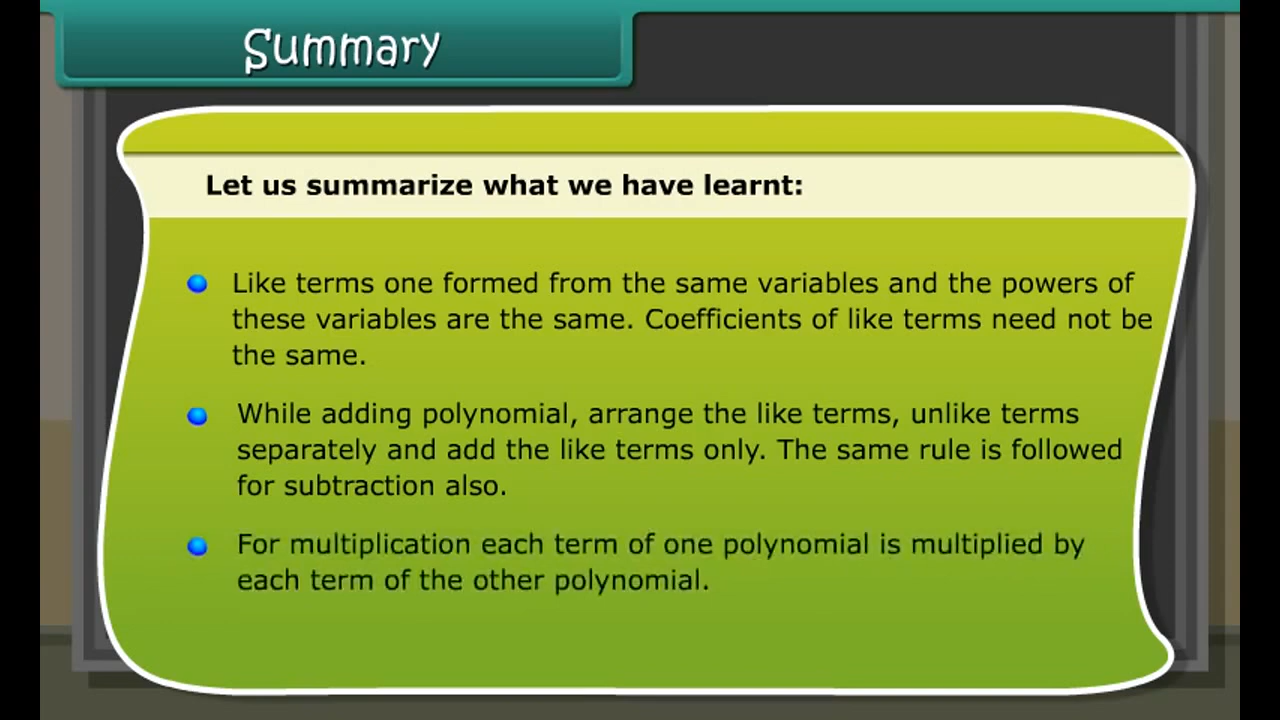 Summary
Let us summarize what we have learnt:
Like terms one formed from the same variables and the powers of
these variables are the same. Coefficients of like terms need not be
the same.
While adding polynomial, arrange the like terms, unlike terms
separately and add the like terms only. The same rule is followed
for subtraction also.
For multiplication each term of one polynomial is multiplied by
each term of the other polynomial.